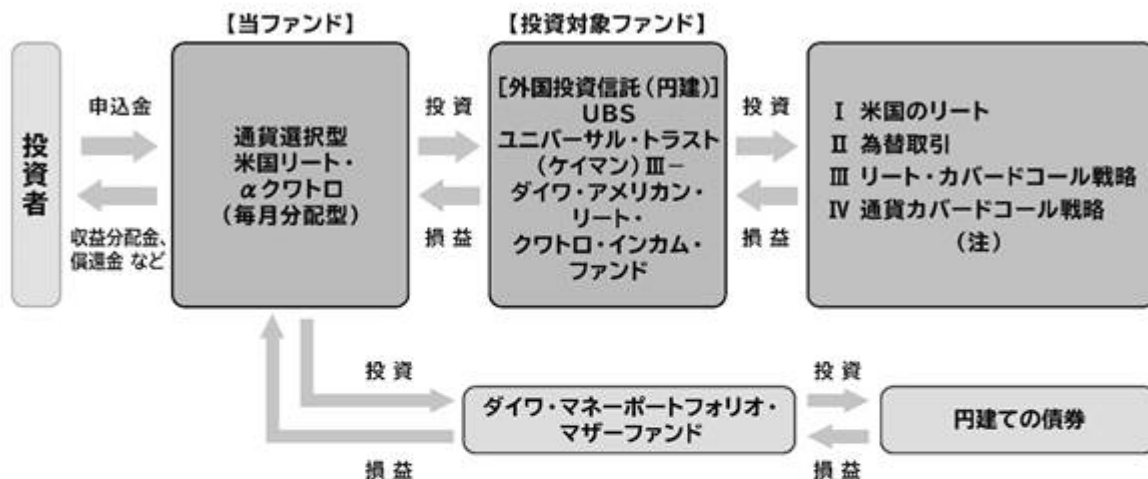 【当ファンド】
【投資対象ファンド】
投資者
申込金
収益分配金、
償還金 など
通貨選択型
米国リート・
αクワトロ
（毎月分配型）
投 資
損 益
［外国投資信託（円建）］
UBS
ユニバーサル・トラスト
（ケイマン）Ⅲ－
ダイワ・アメリカン・
リート・
クワトロ・インカム・
ファンド
投 資
損 益
Ⅰ 米国のリート
Ⅱ 為替取引
Ⅲ リート・カバードコール戦略
Ⅳ 通貨カバードコール戦略
（注）
投 資
損 益
ダイワ・マネーポートフォリオ・
マザーファンド
投 資
損 益
円建ての債券